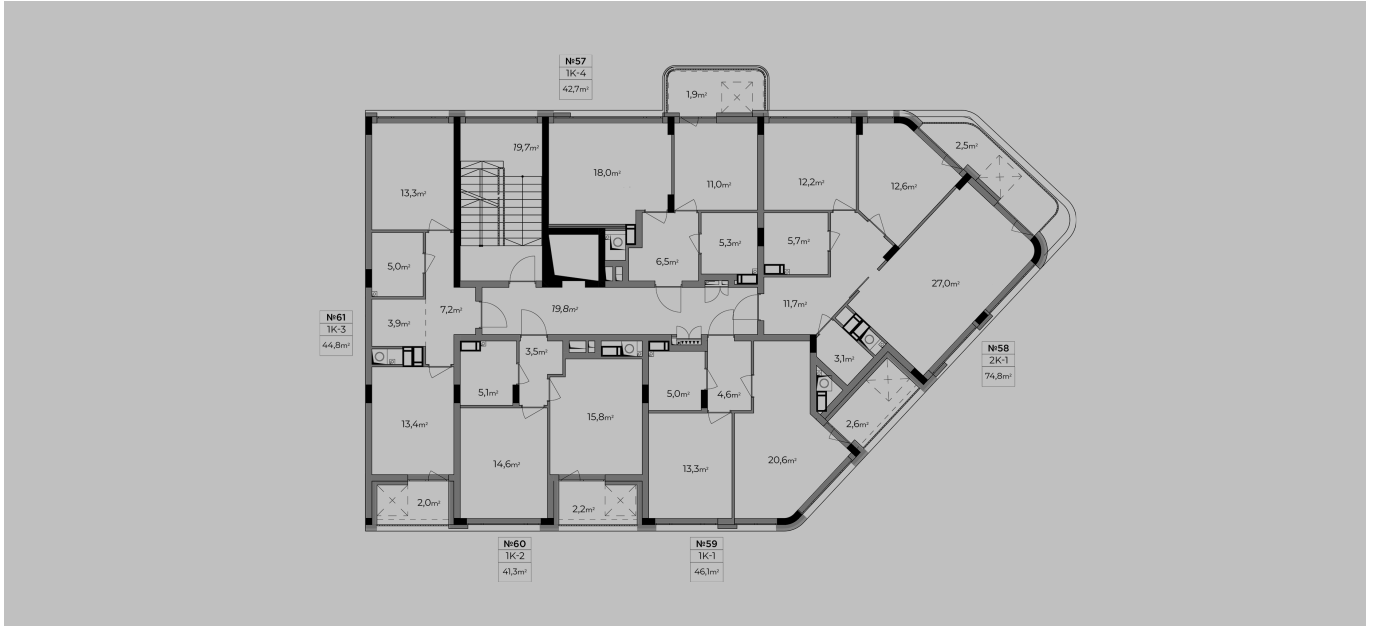 №57
1К-4
42,7m²
1,9m²
19,7m²
2,5m²
18,0m²
11,0m²
12,2m²
12,6m²
13,3m²
5,3m²
5,7m²
5,0m²
6,5m²
27,0m²
7,2m²
19,8m²
11,7m²
3,9m²
№61
1К-3
44,8m²
№58
2К-1
74,8m²
3,5m²
3,1m²
5,1m²
5,0m²
4,6m²
15,8m²
13,4m²
2,6m²
14,6m²
13,3m²
20,6m²
2,0m²
2,2m²
№60
1К-2
41,3m²
№59
1К-1
46,1m²